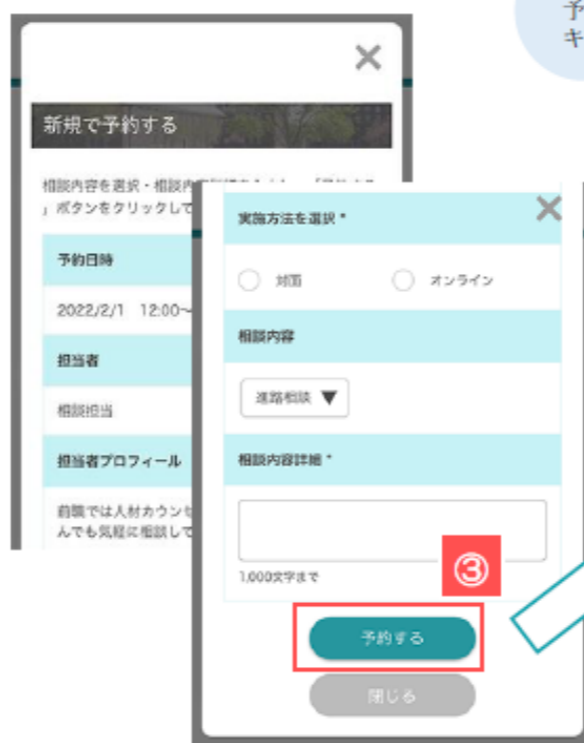 予
キ
新規で予約する
相談内容を選択・相談内
」ボタンをクリックして
予約日時
2022/2/1 12:00~
担当者
相談担当
担当者プロフィール
前職では人材カウンセ
んでも気軽に相談して
実施方法を選択 *
対面 オンライン
相談内容
進路相談 ▼
相談内容詳細 *
1,000文字まで
③
予約する
閉じる